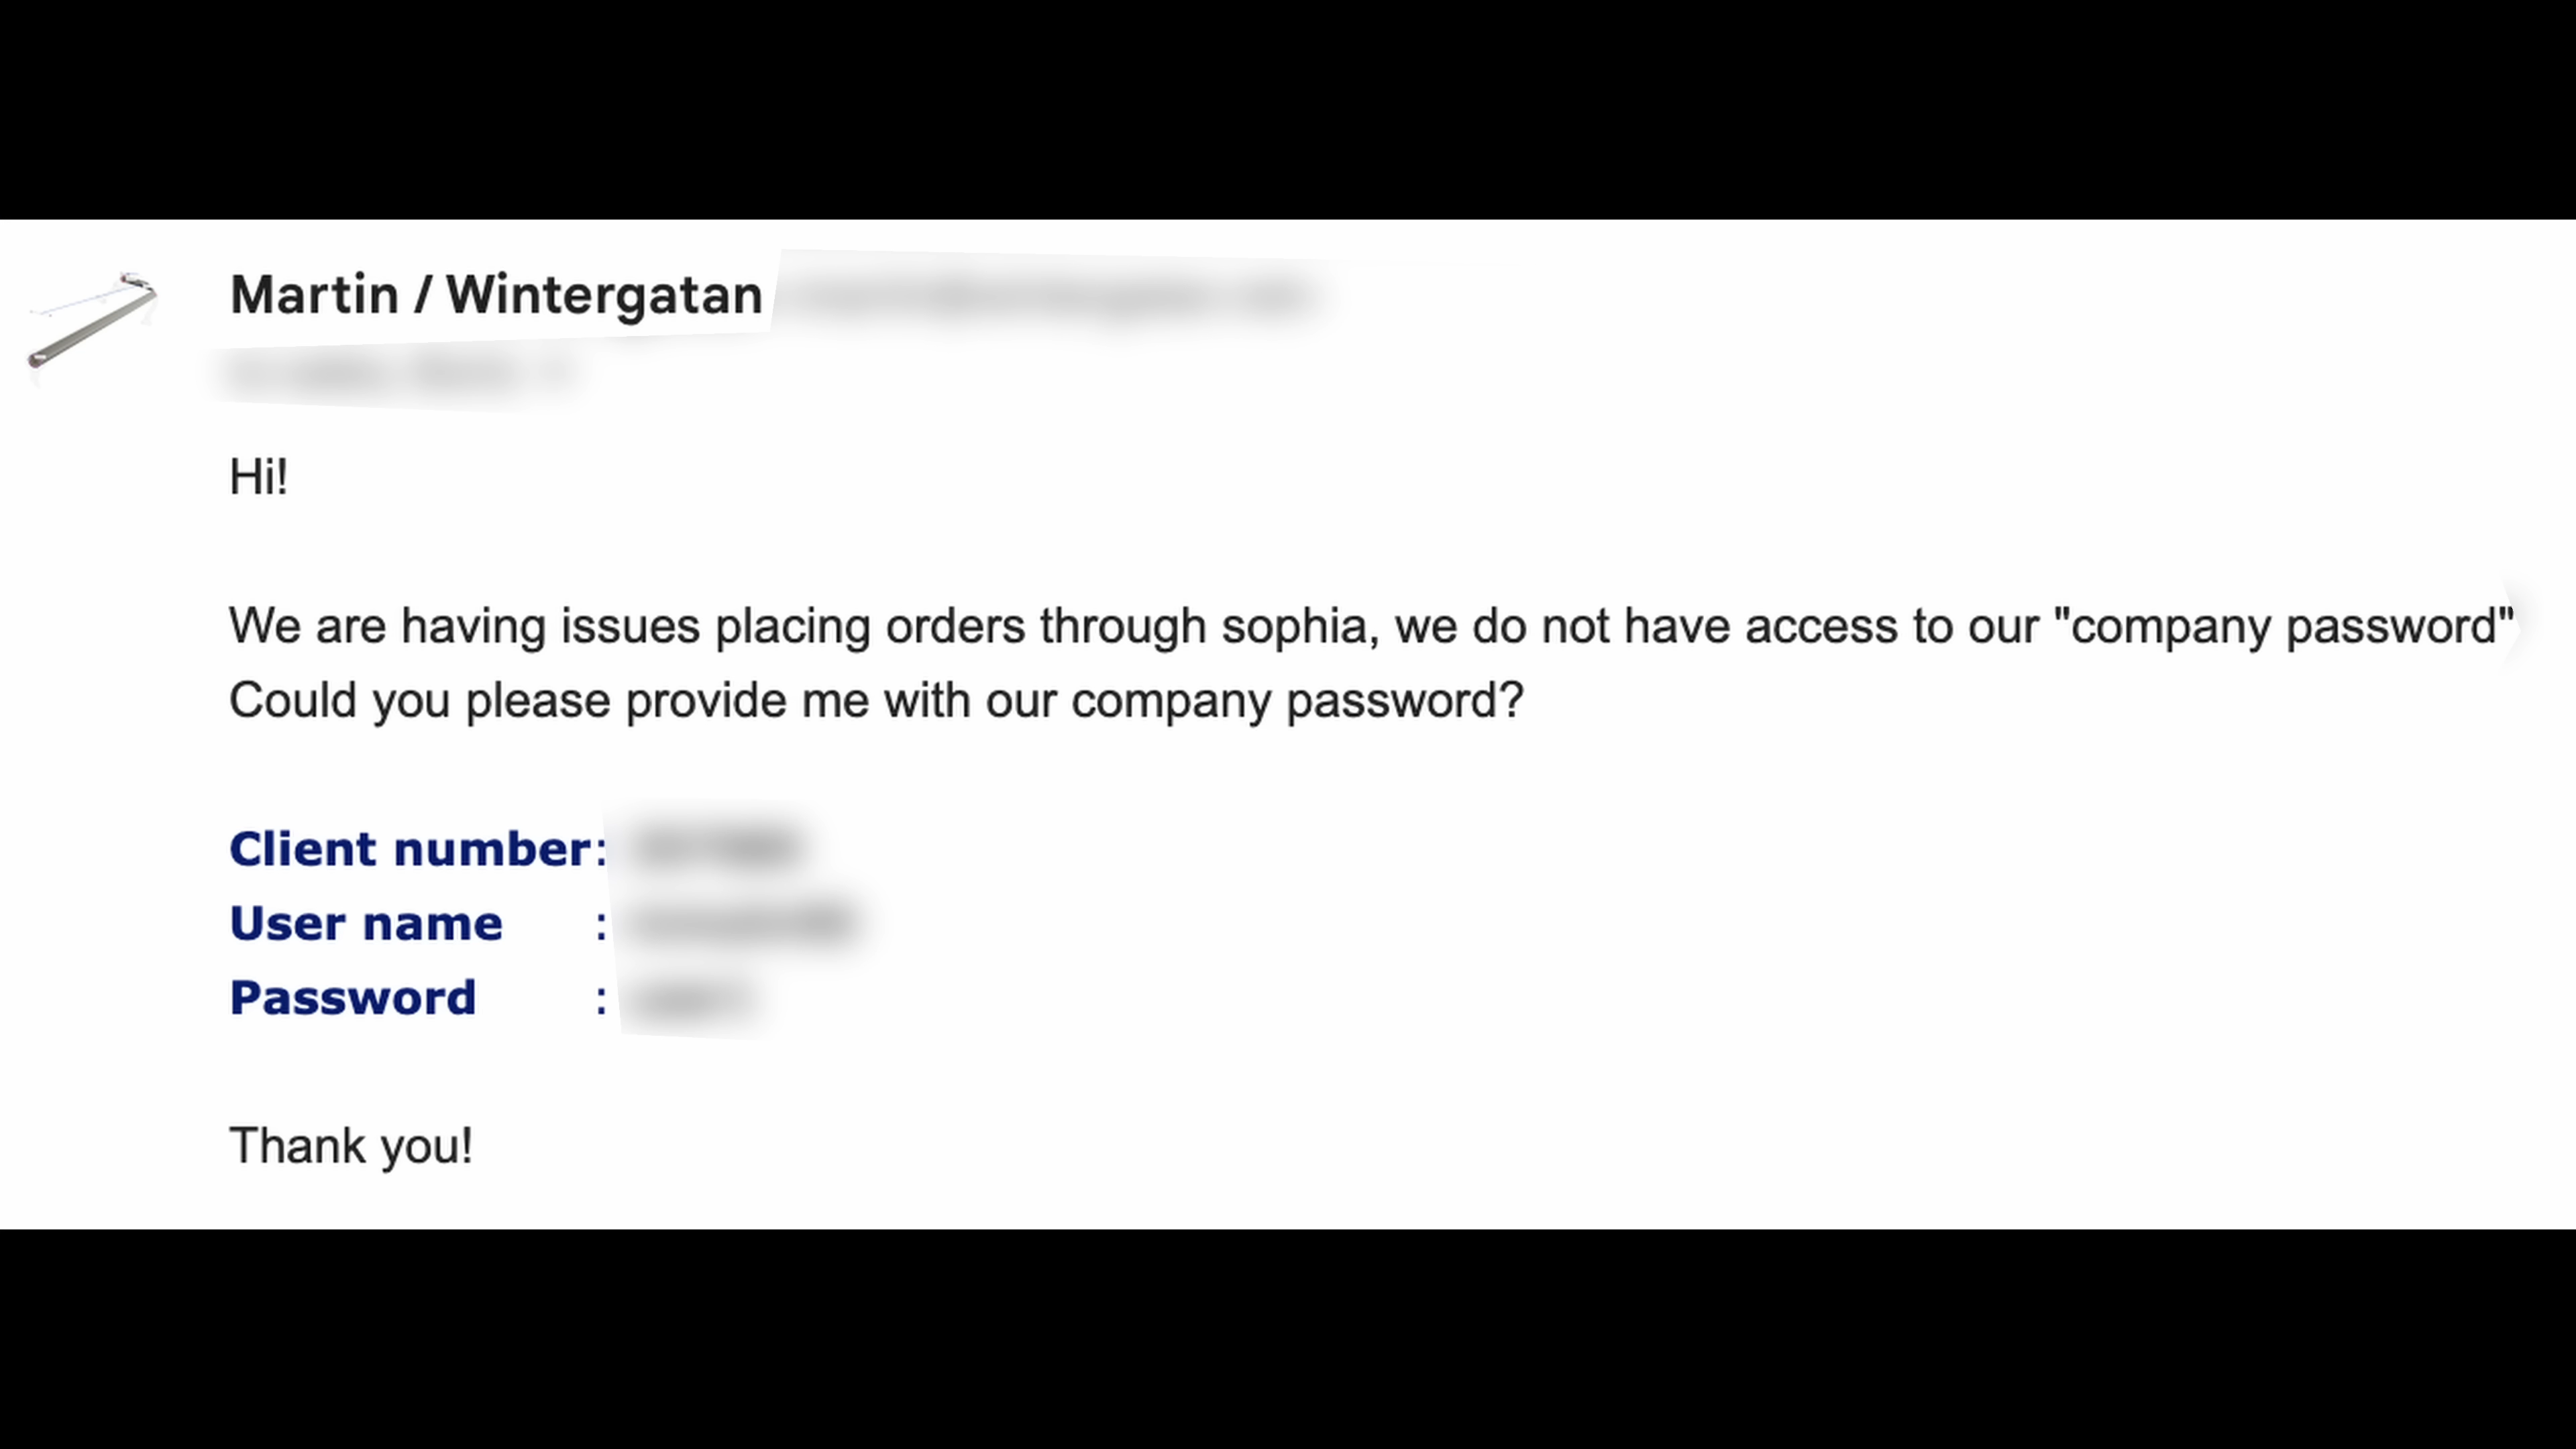 Martin / Wintergatan
Hi!
We are having issues placing orders through sophia, we do not have access to our "company password"
Could you please provide me with our company password?
Client number:
User name :
Password :
Thank you!